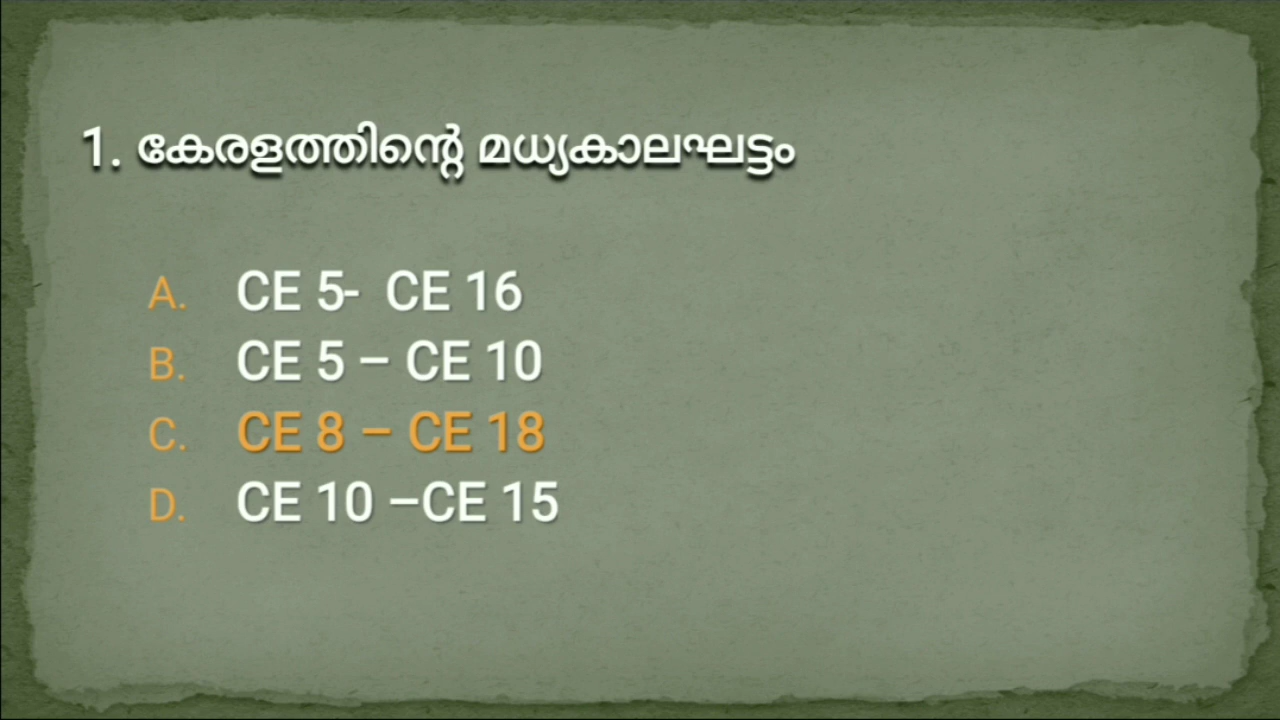 1. കേരളത്തിന്റെ മധ്യകാലഘട്ടം
A. CE 5- CE 16
B. CE 5 – CE 10
C. CE 8 – CE 18
D. CE 10 –CE 15